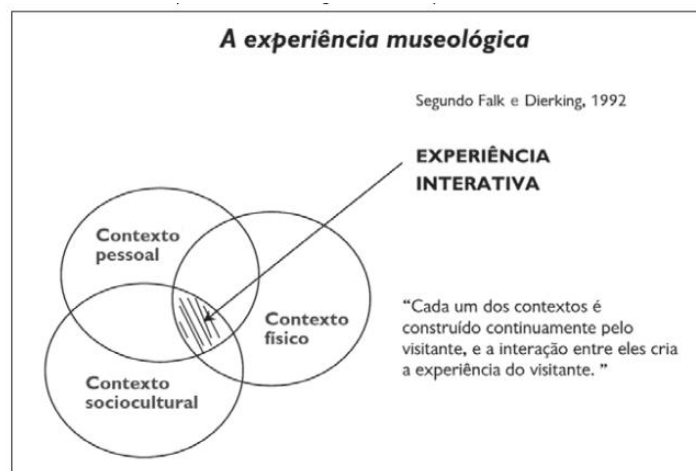 A experiência museológica
Segundo Falk e Dierking, 1992
EXPERIÊNCIA
INTERATIVA
Contexto
pessoal
Contexto
físico
Contexto
sociocultural
“Cada um dos contextos é
construído continuamente pelo
visitante, e a interação entre eles cria
a experiência do visitante. ”